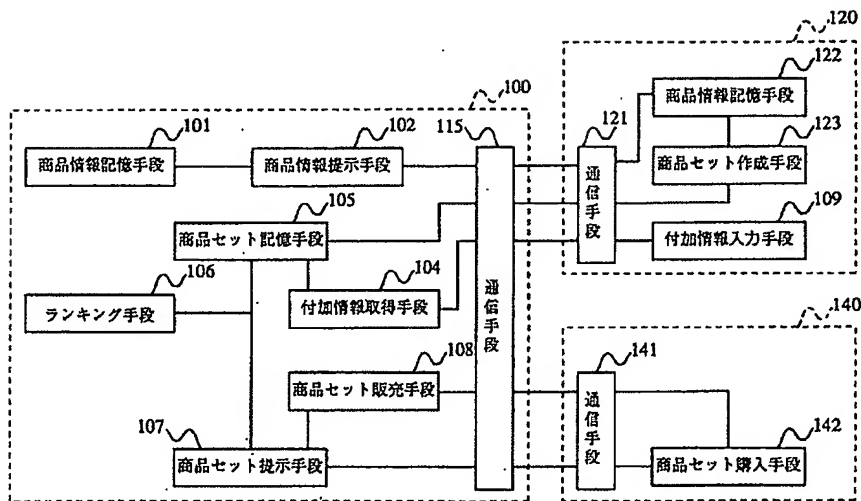 120
122
商品情報記憶手段
100
101
102
115
121
123
商品情報記憶手段
商品情報提示手段
商品セット作成手段
通信手段
105
109
商品セット記憶手段
付加情報入力手段
106
104
ランキング手段
付加情報取得手段
通信手段
140
108
141
商品セット販売手段
通信手段
107
142
商品セット提示手段
商品セット購入手段